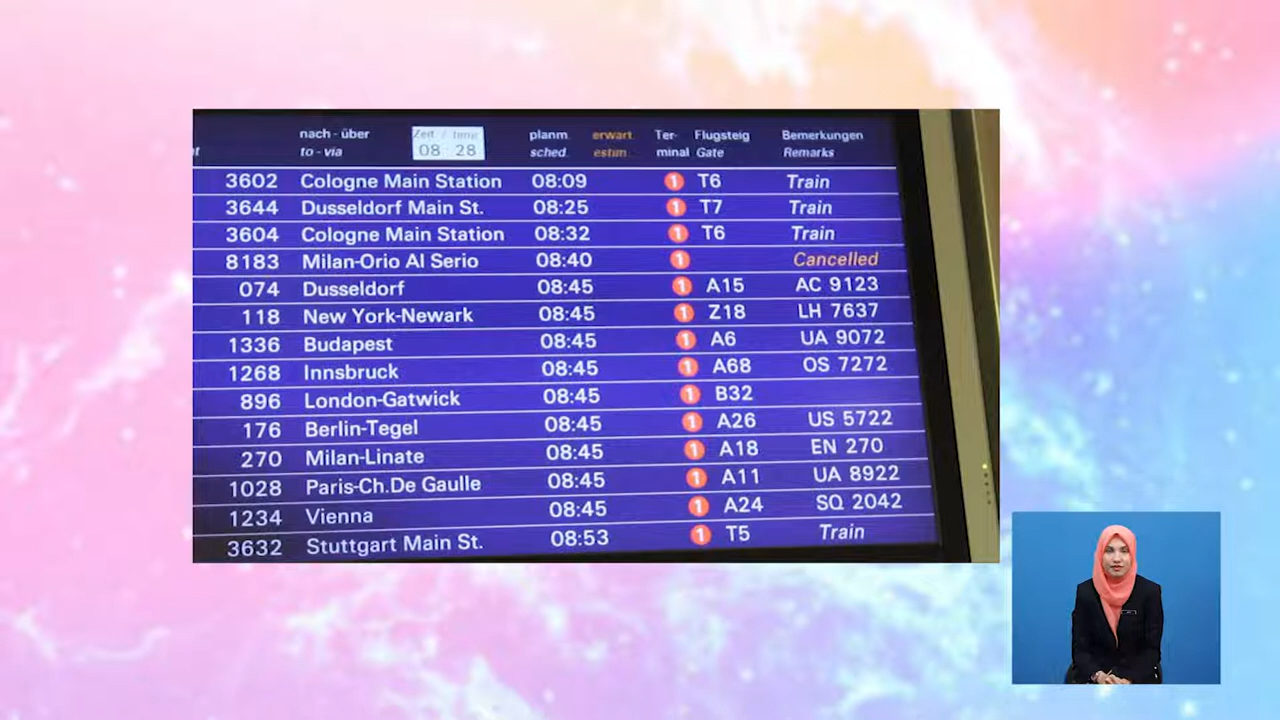 nach - über Zeit / time planm. erwart. Ter- Flugsteig Bemerkungen
to - via 08 28 sched. estim. minal Gate Remarks
3602 Cologne Main Station 08:09 1 T6 Train
3644 Dusseldorf Main St. 08:25 1 T7 Train
3604 Cologne Main Station 08:32 1 T6 Train
8183 Milan-Orio Al Serio 08:40 1 Cancelled
074 Dusseldorf 08:45 1 A15 AC 9123
118 New York-Newark 08:45 1 Z18 LH 7637
1336 Budapest 08:45 1 A6 UA 9072
1268 Innsbruck 08:45 1 A68 OS 7272
896 London-Gatwick 08:45 1 B32
176 Berlin-Tegel 08:45 1 A26 US 5722
270 Milan-Linate 08:45 1 A18 EN 270
1028 Paris-Ch.De Gaulle 08:45 1 A11 UA 8922
1234 Vienna 08:45 1 A24 SQ 2042
3632 Stuttgart Main St. 08:53 1 T5 Train